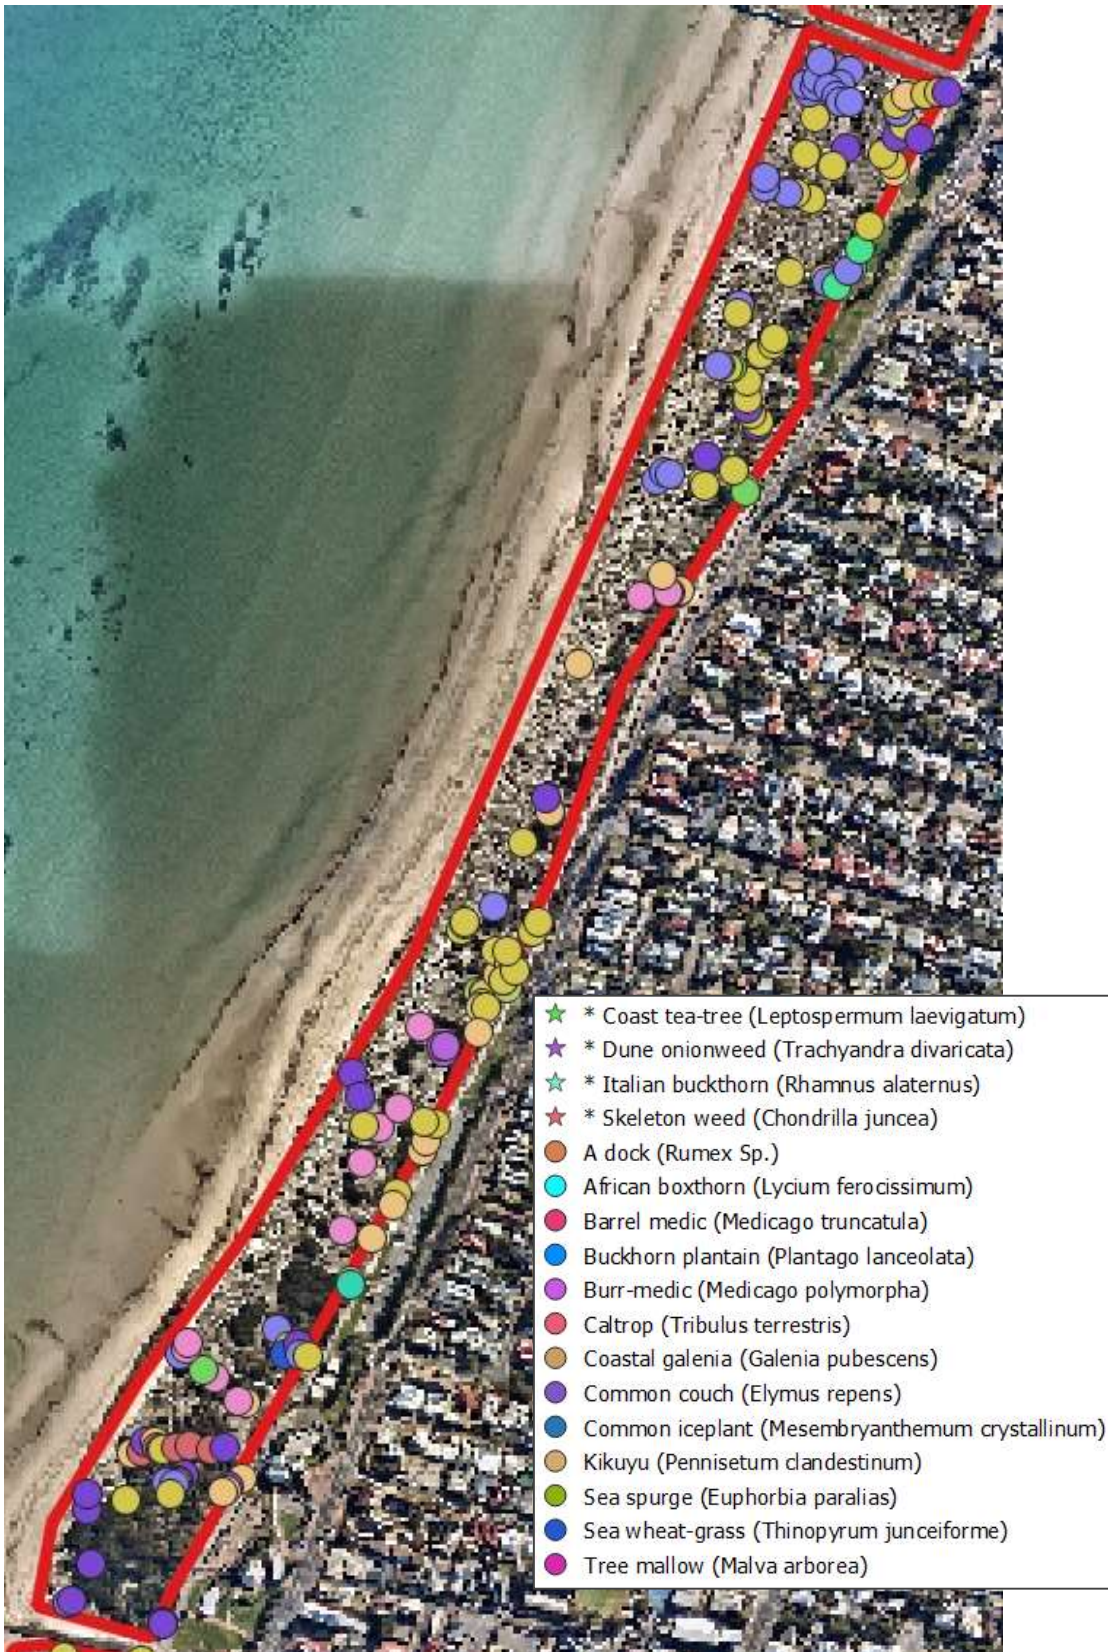 * Coast tea-tree (Leptospermum laevigatum)
* Dune onionweed (Trachyandra divaricata)
* Italian buckthorn (Rhamnus alaternus)
* Skeleton weed (Chondrilla juncea)
A dock (Rumex Sp.)
African boxthorn (Lycium ferocissimum)
Barrel medic (Medicago truncatula)
Buckhorn plantain (Plantago lanceolata)
Burr-medic (Medicago polymorpha)
Caltrop (Tribulus terrestris)
Coastal galenia (Galenia pubescens)
Common couch (Elymus repens)
Common iceplant (Mesembryanthemum crystallinum)
Kikuyu (Pennisetum clandestinum)
Sea spurge (Euphorbia paralias)
Sea wheat-grass (Thinopyrum junceiforme)
Tree mallow (Malva arborea)